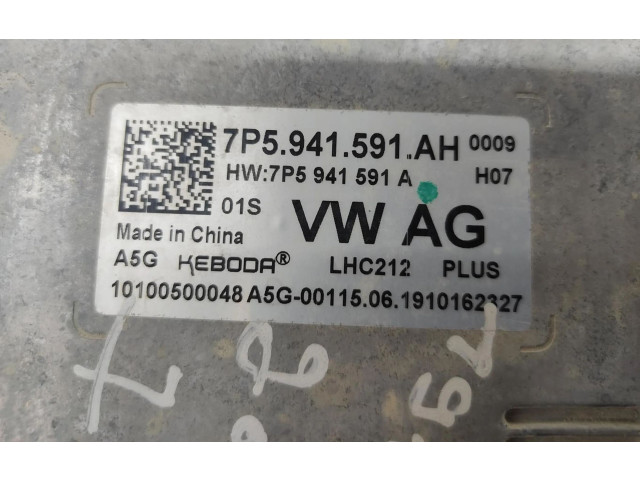 7P5.941.591.AH 0009
HW:7P5 941 591 A H07
01S VW AG
Made in China
A5G KEBODA® LHC212 PLUS
10100500048 A5G-00115.06.1910162327